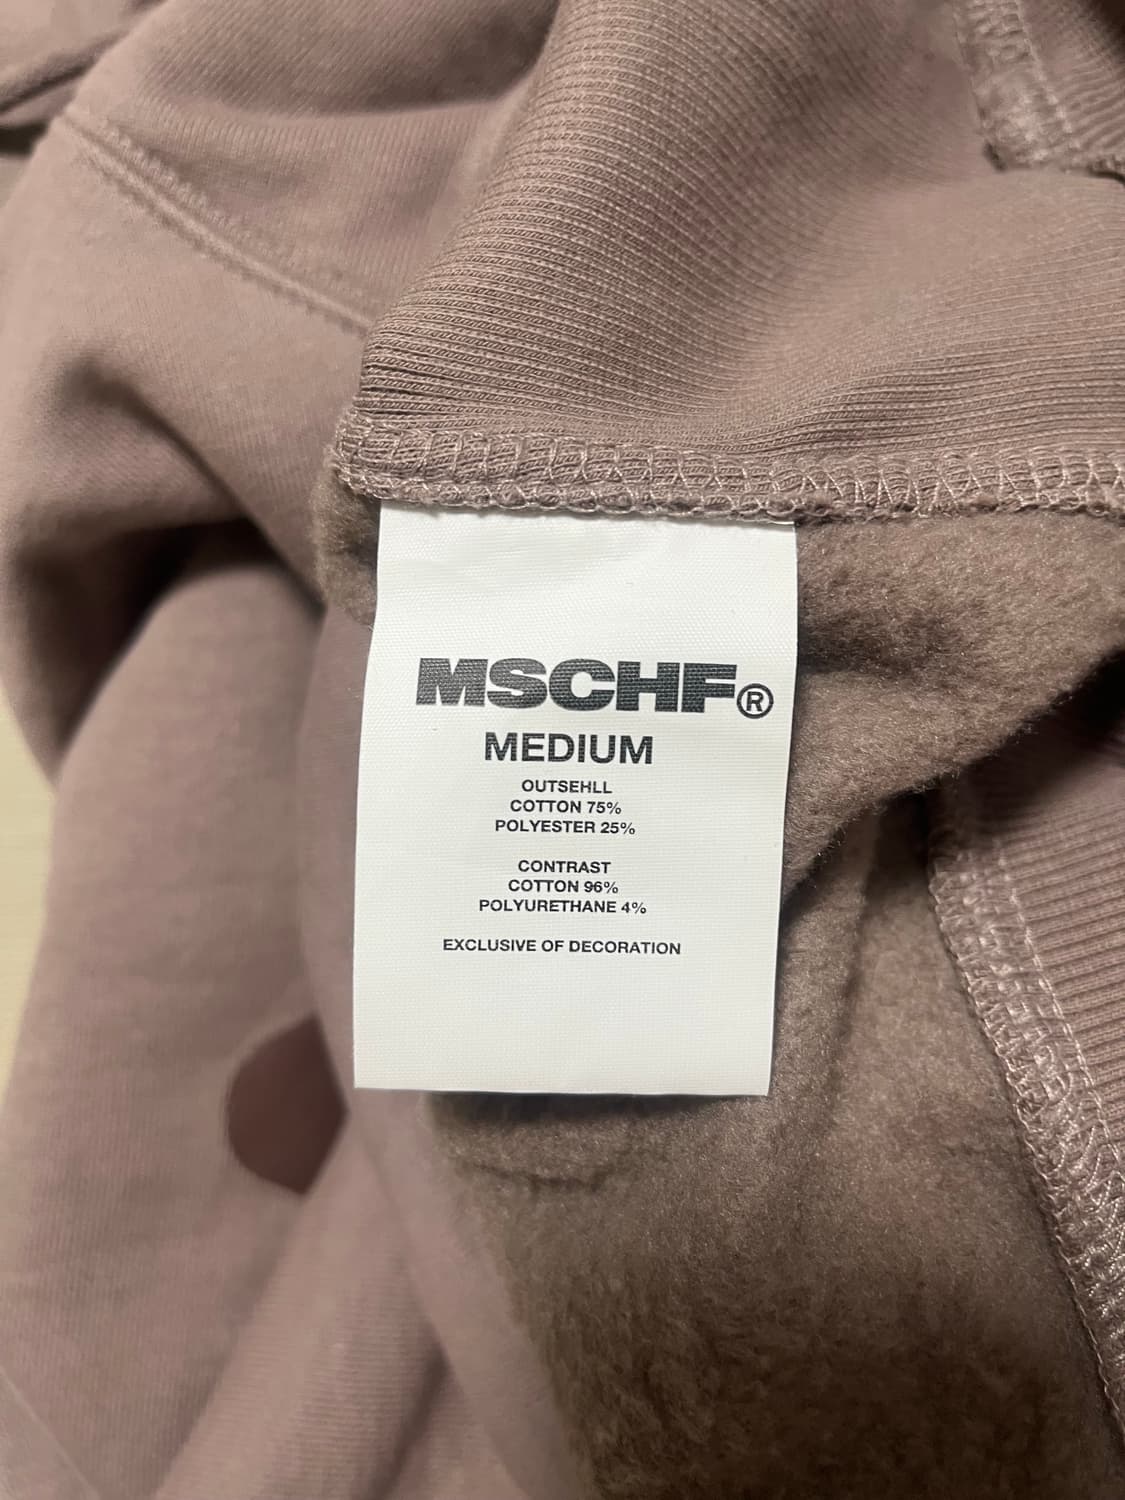 MSCHF®
MEDIUM
OUTSEHLL
COTTON 75%
POLYESTER 25%
CONTRAST
COTTON 96%
POLYURETHANE 4%
EXCLUSIVE OF DECORATION